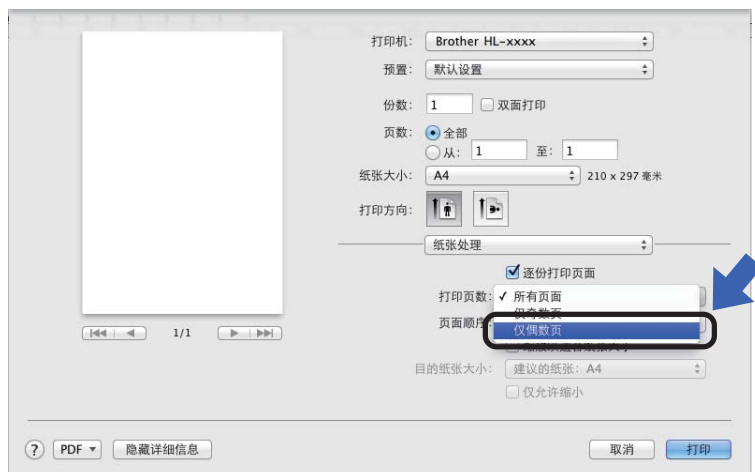 打印机: Brother HL-xxxx
预置: 默认设置
份数: 1 双面打印
页数: 全部
从: 1 至: 1
纸张大小: A4 210 x 297 毫米
打印方向:
纸张处理
逐份打印页面
打印页数: ✓ 所有页面
仅奇数页
页面顺序: 仅偶数页
目的纸张大小: 建议的纸张: A4
仅允许缩小
1/1
? PDF 隐藏详细信息 取消 打印